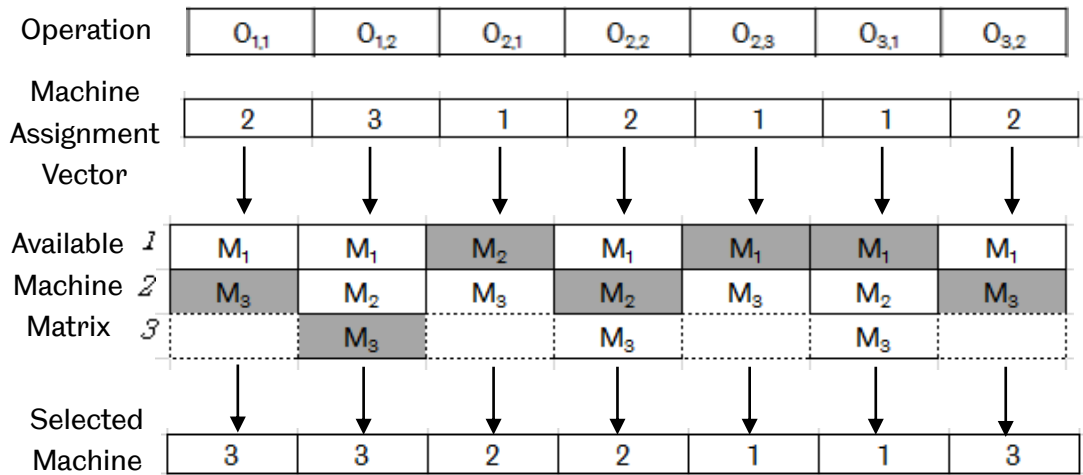 Operation O1,1 O1,2 O2,1 O2,2 O2,3 O3,1 O3,2
Machine
Assignment
Vector
2 3 1 2 1 1 2
Available 1 M1 M1 M2 M1 M1 M1 M1
Machine 2 M3 M2 M3 M2 M3 M2 M3
Matrix 3 M3 M3 M3
Selected
Machine
3 3 2 2 1 1 3